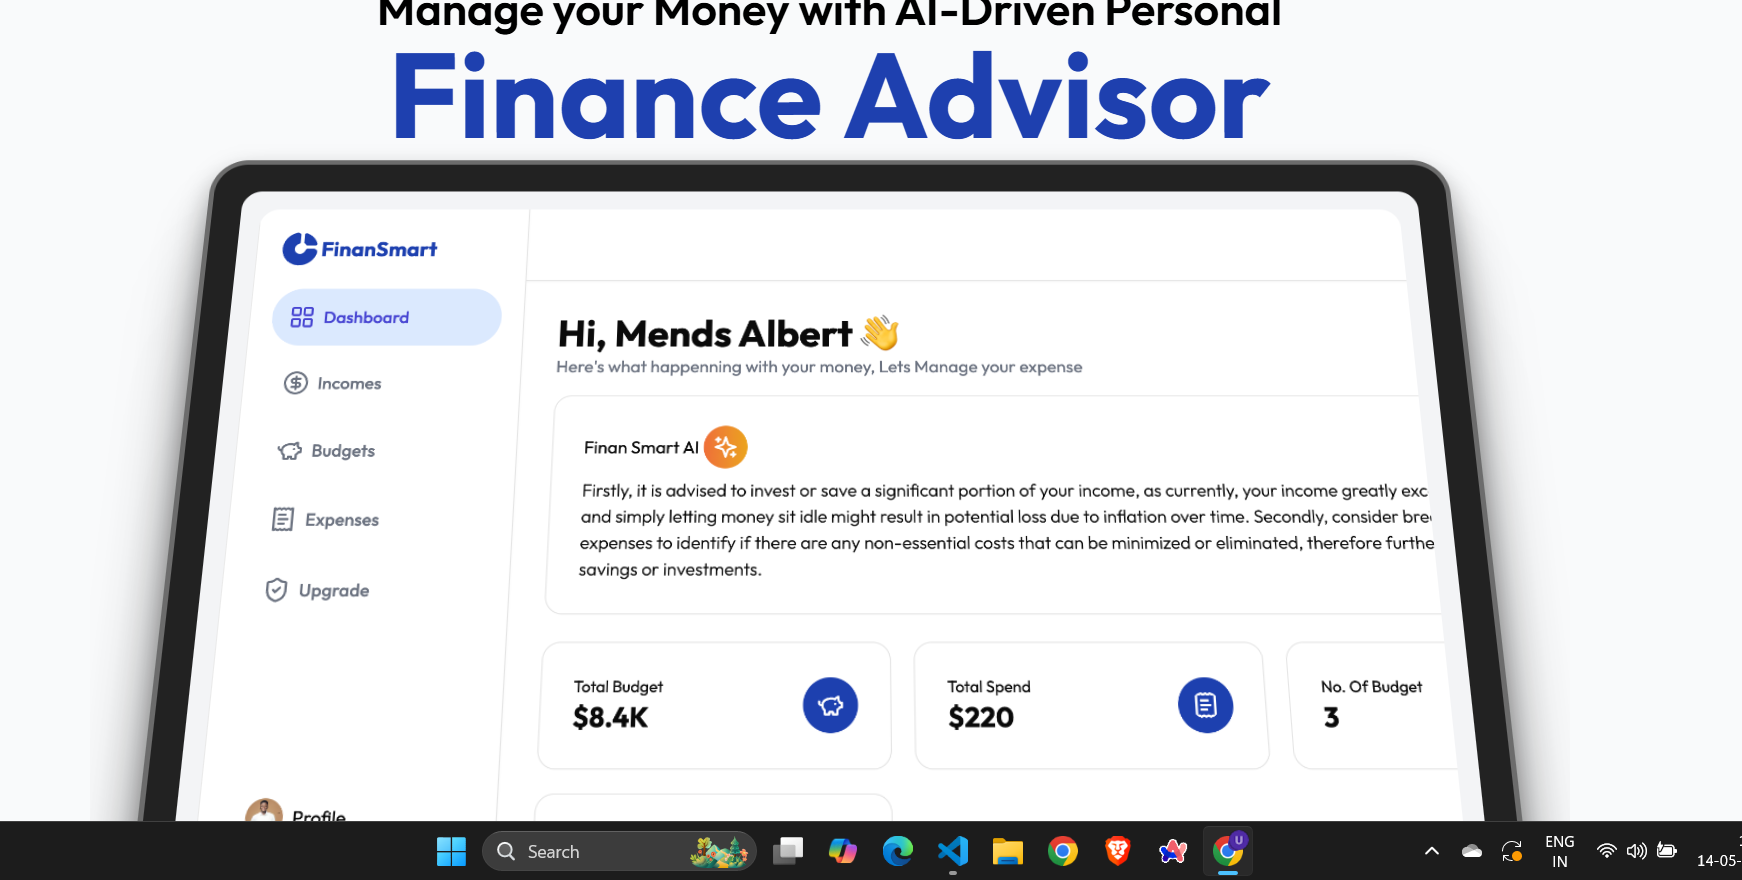 Manage your Money with AI-Driven Personal
Finance Advisor
FinanSmart
Dashboard
Incomes
Budgets
Expenses
Upgrade
Profile
Hi, Mends Albert 👋
Here's what happenning with your money, Lets Manage your expense
Finan Smart AI
Firstly, it is advised to invest or save a significant portion of your income, as currently, your income greatly exc
and simply letting money sit idle might result in potential loss due to inflation over time. Secondly, consider bre
expenses to identify if there are any non-essential costs that can be minimized or eliminated, therefore furthe
savings or investments.
Total Budget
$8.4K
Total Spend
$220
No. Of Budget
3
Search
U
ENG
IN
14-05-